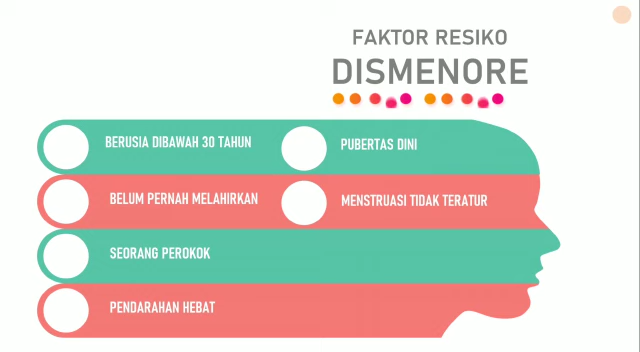 FAKTOR RESIKO
DISMENORE
BERUSIA DIBAWAH 30 TAHUN
PUBERTAS DINI
BELUM PERNAH MELAHIRKAN
MENSTRUASI TIDAK TERATUR
SEORANG PEROKOK
PENDARAHAN HEBAT